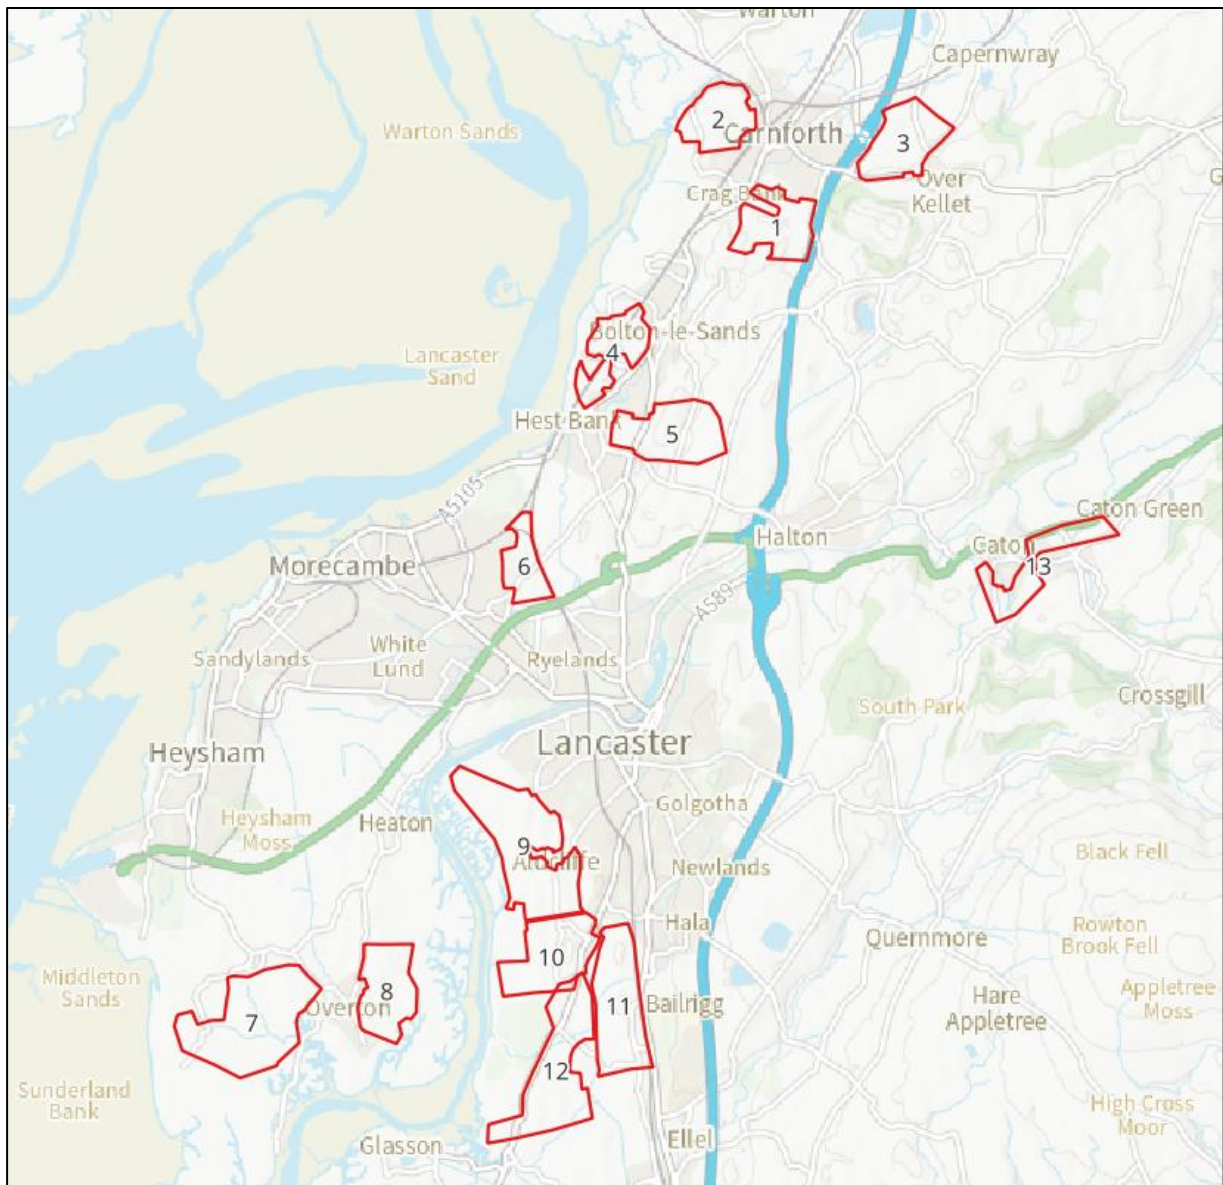 Warton
Capernwray
Warton Sands
2
Carnforth
3
Over
Kellet
Crag Bank
1
Bolton-le-Sands
4
Lancaster
Sand
Hest Bank
5
A5105
Caton Green
Halton
Caton
13
Morecambe
6
A589
White
Lund
Sandylands
Ryelands
Crossgill
South Park
Lancaster
Heysham
Golgotha
Heysham
Moss
Heaton
9
Aldcliffe
Black Fell
Newlands
Hala
Rowton
Brook Fell
Quernmore
10
Middleton
Sands
8
Appletree
Moss
Hare
Appletree
7
Overton
11
Bailrigg
12
Sunderland
Bank
High Cross
Moor
Glasson
Ellel